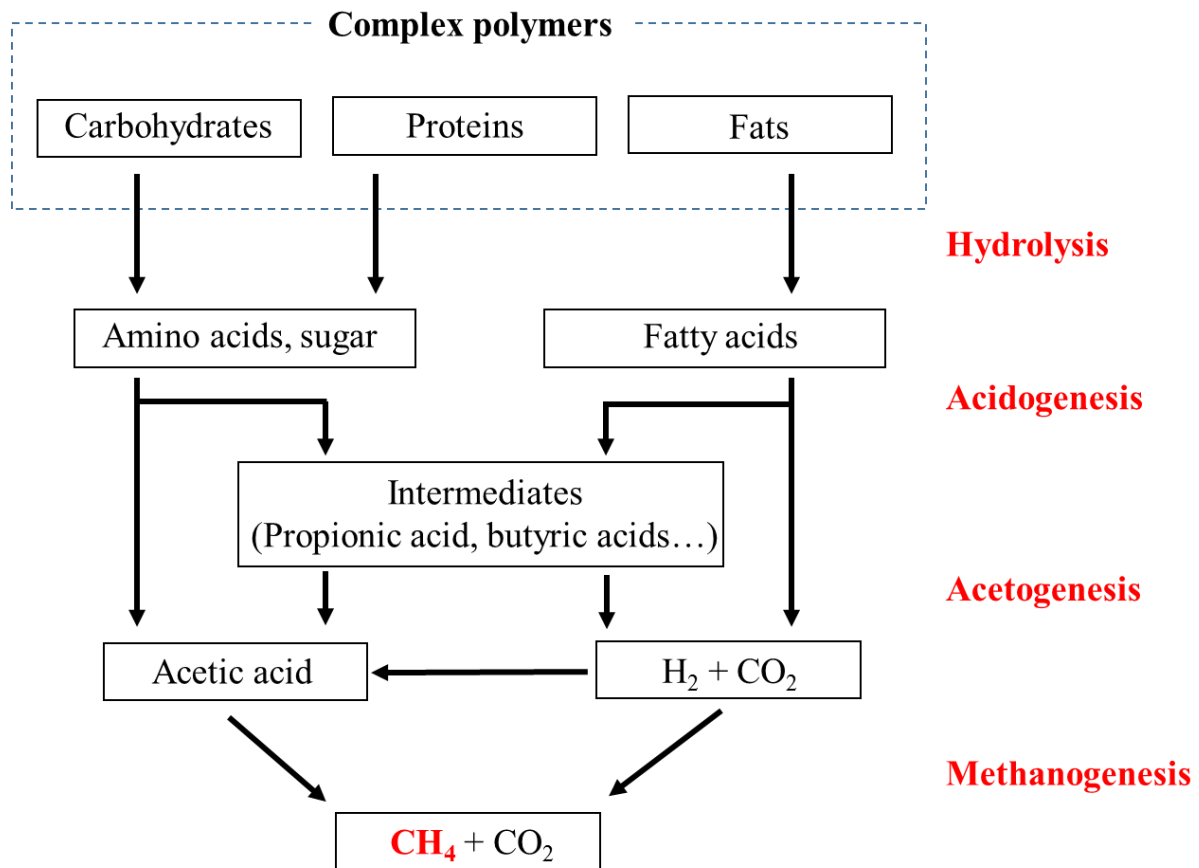 Complex polymers
Carbohydrates
Proteins
Fats
Hydrolysis
Amino acids, sugar
Fatty acids
Acidogenesis
Intermediates
(Propionic acid, butyric acids…)
Acetogenesis
Acetic acid
H₂ + CO₂
Methanogenesis
CH₄ + CO₂